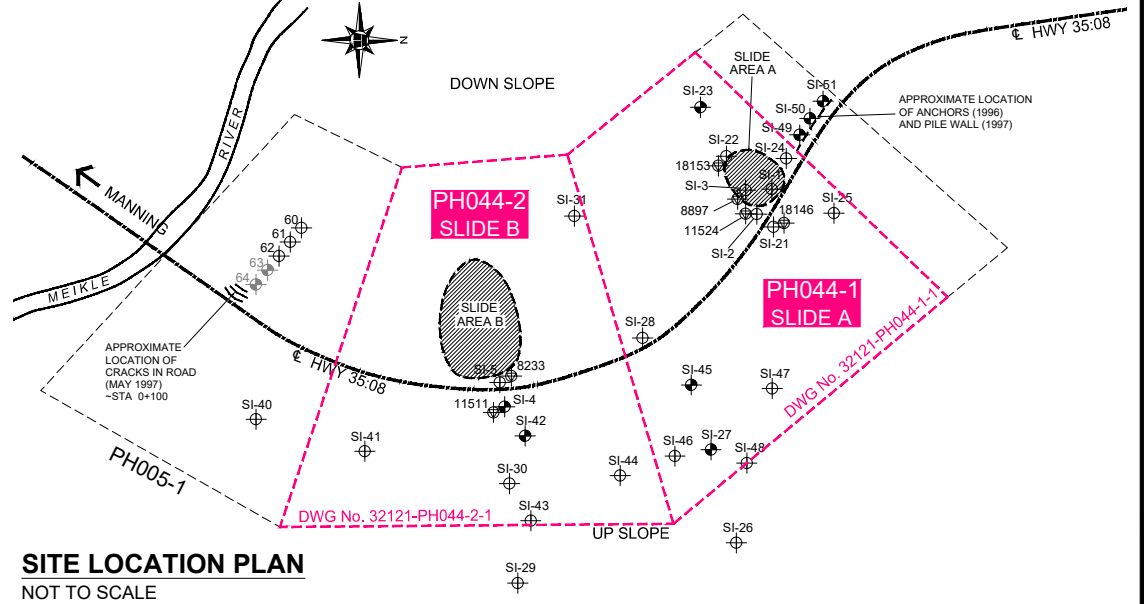 ℄ HWY 35:08
N
DOWN SLOPE
SLIDE
AREA A
SI-23
SI-51
SI-50
SI-49
APPROXIMATE LOCATION
OF ANCHORS (1996)
AND PILE WALL (1997)
RIVER
SI-22
SI-24
18153
SI-3
SI-1
8897
11524
18146
SI-25
SI-2
SI-21
MANNING
PH044-2
SLIDE B
SI-31
60
61
62
63
64
MEIKLE
PH044-1
SLIDE A
SLIDE
AREA B
SI-28
APPROXIMATE
LOCATION OF
CRACKS IN ROAD
(MAY 1997)
~STA 0+100
℄ HWY 35:08
SI-5
8233
SI-4
11511
SI-42
SI-45
SI-47
DWG No. 32121-PH044-1-1
SI-40
SI-41
SI-46
SI-27
SI-48
SI-44
SI-30
PH005-1
SI-43
DWG No. 32121-PH044-2-1
UP SLOPE
SI-26
SI-29
SITE LOCATION PLAN
NOT TO SCALE